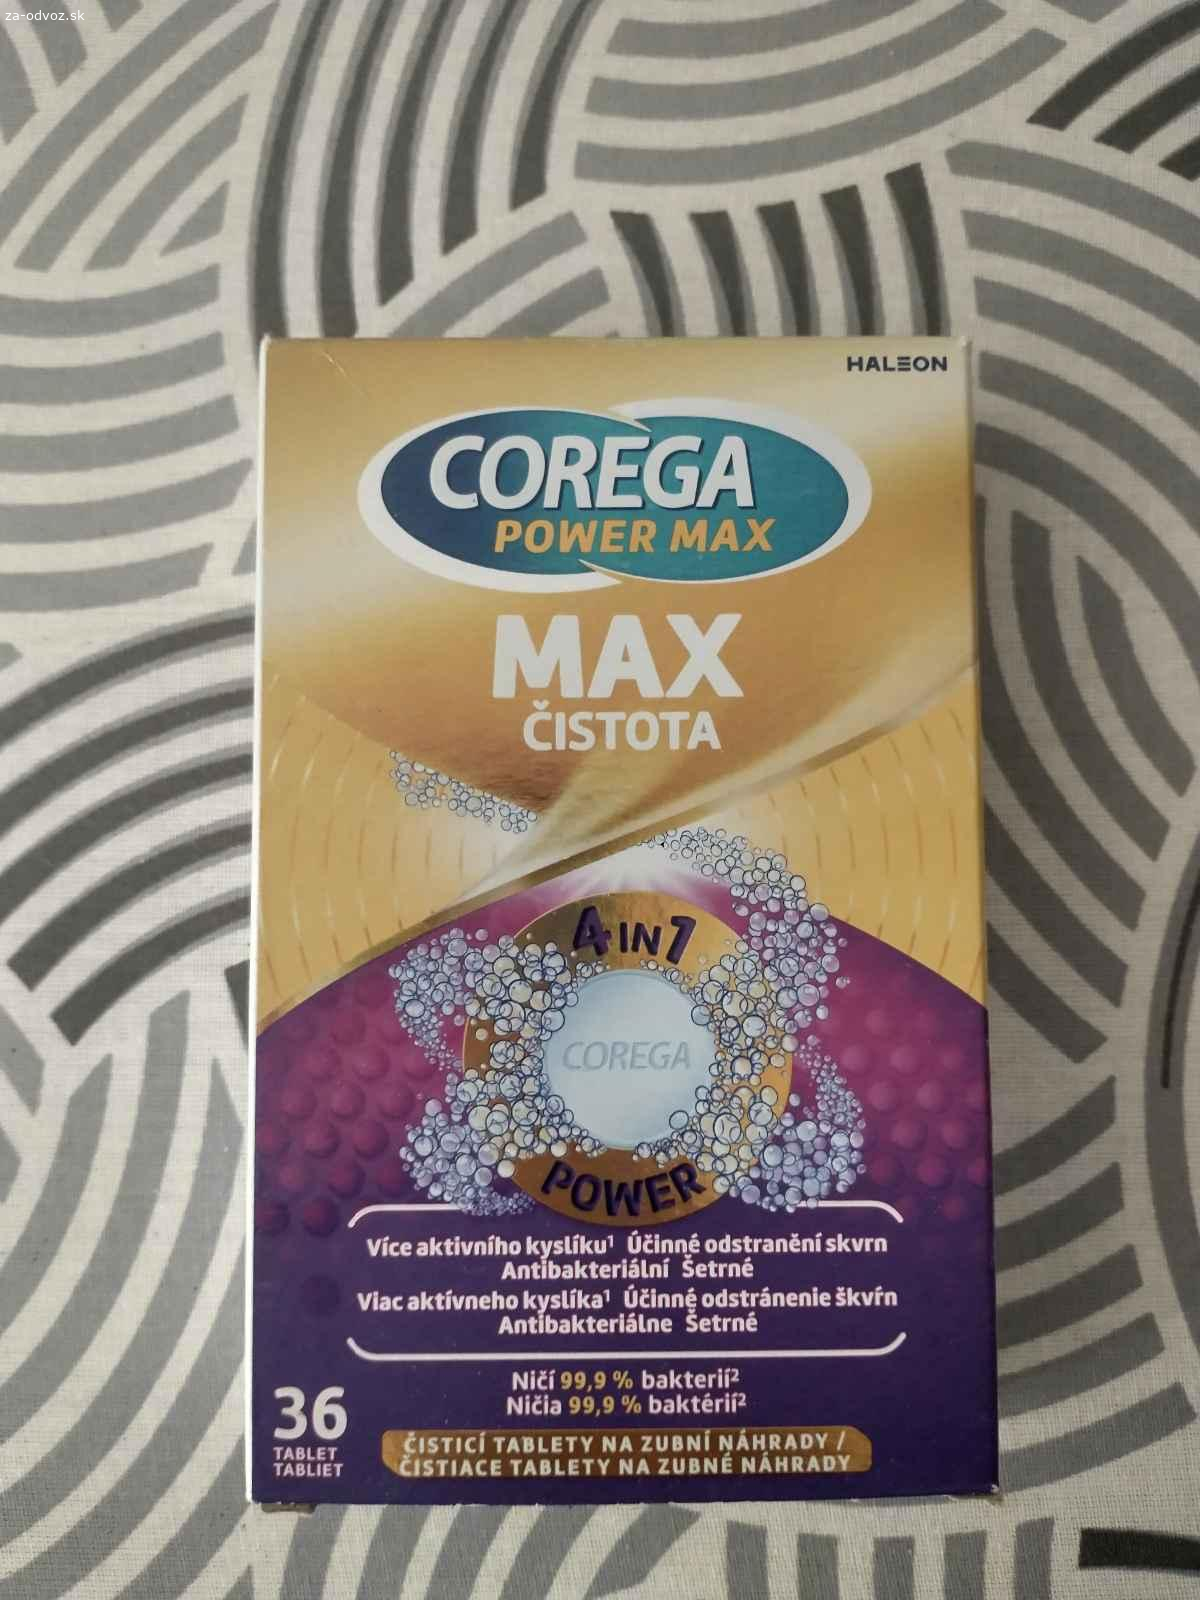 za-odvoz.sk
HALEON
COREGA
POWER MAX
MAX
ČISTOTA
4 IN 1
COREGA
POWER
Více aktivního kyslíku¹ Účinné odstranění skvrn
Antibakteriální Šetrné
Viac aktívneho kyslíka¹ Účinné odstránenie škvŕn
Antibakteriálne Šetrné
Ničí 99,9 % bakterií²
Ničia 99,9 % baktérií²
36
TABLET
TABLIET
ČISTICÍ TABLETY NA ZUBNÍ NÁHRADY /
ČISTIACE TABLETY NA ZUBNÉ NÁHRADY